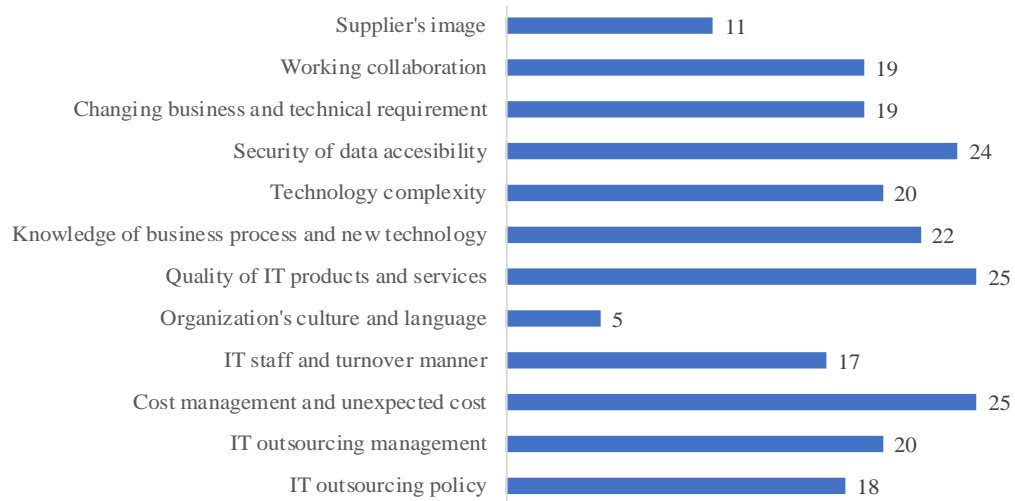 Supplier's image 11
Working collaboration 19
Changing business and technical requirement 19
Security of data accesibility 24
Technology complexity 20
Knowledge of business process and new technology 22
Quality of IT products and services 25
Organization's culture and language 5
IT staff and turnover manner 17
Cost management and unexpected cost 25
IT outsourcing management 20
IT outsourcing policy 18